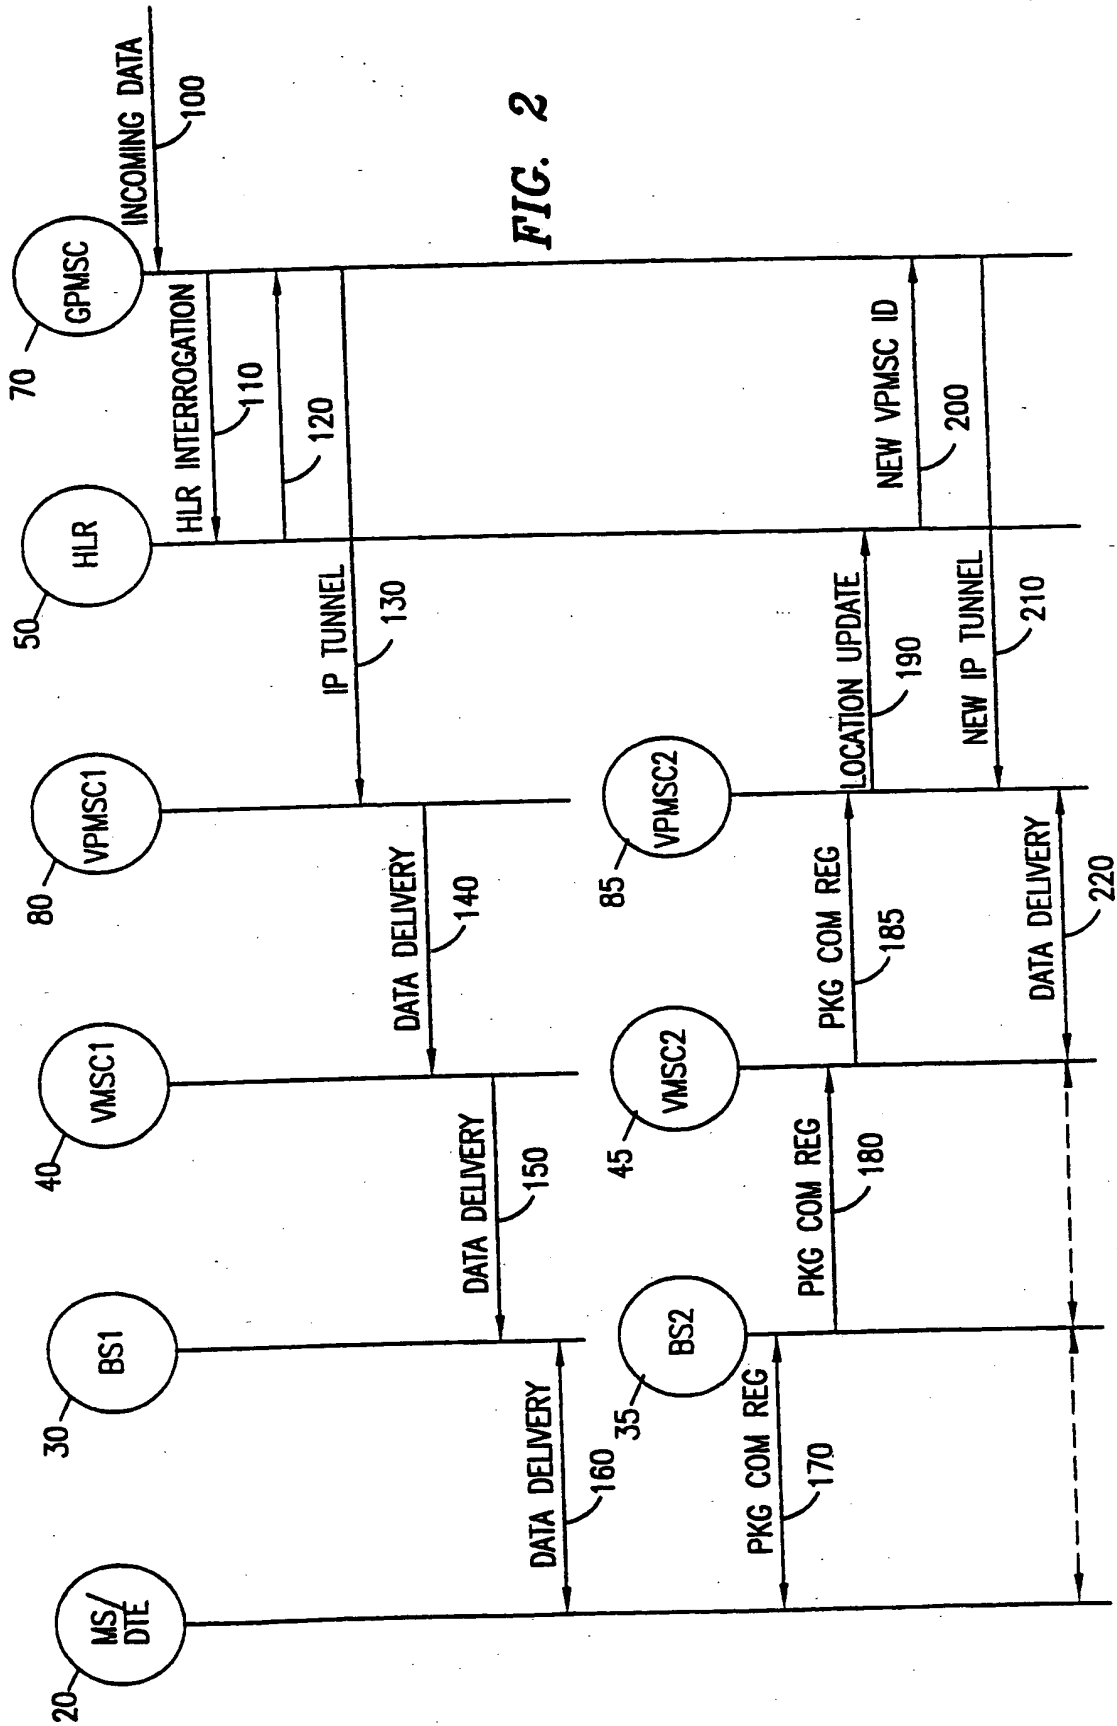 20
MS/
DTE
30
BS1
40
VMSC1
80
VPMSC1
50
HLR
70
GPMSC
INCOMING DATA
100
HLR INTERROGATION
110
120
IP TUNNEL
130
DATA DELIVERY
140
DATA DELIVERY
150
DATA DELIVERY
160
FIG. 2
35
BS2
45
VMSC2
85
VPMSC2
PKG COM REG
170
PKG COM REG
180
PKG COM REG
185
LOCATION UPDATE
190
NEW VPMSC ID
200
NEW IP TUNNEL
210
DATA DELIVERY
220